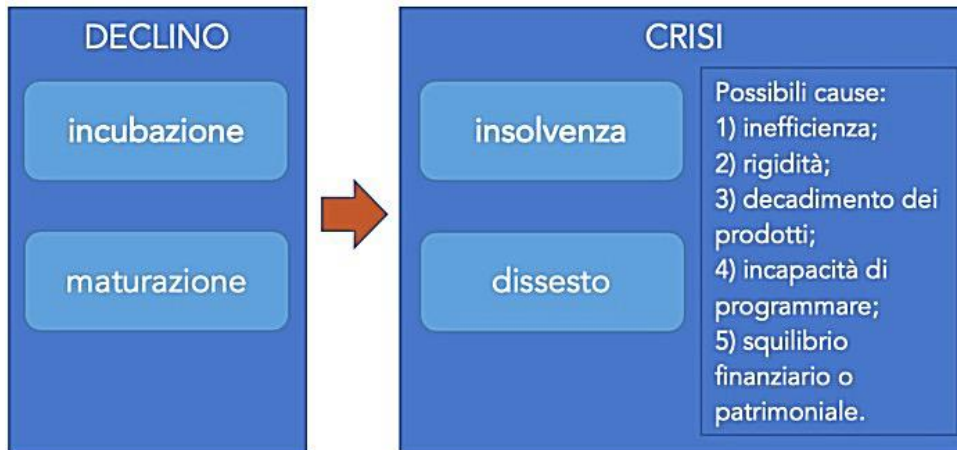 DECLINO
incubazione
maturazione
CRISI
insolvenza
dissesto
Possibili cause:
1) inefficienza;
2) rigidità;
3) decadimento dei
prodotti;
4) incapacità di
programmare;
5) squilibrio
finanziario o
patrimoniale.